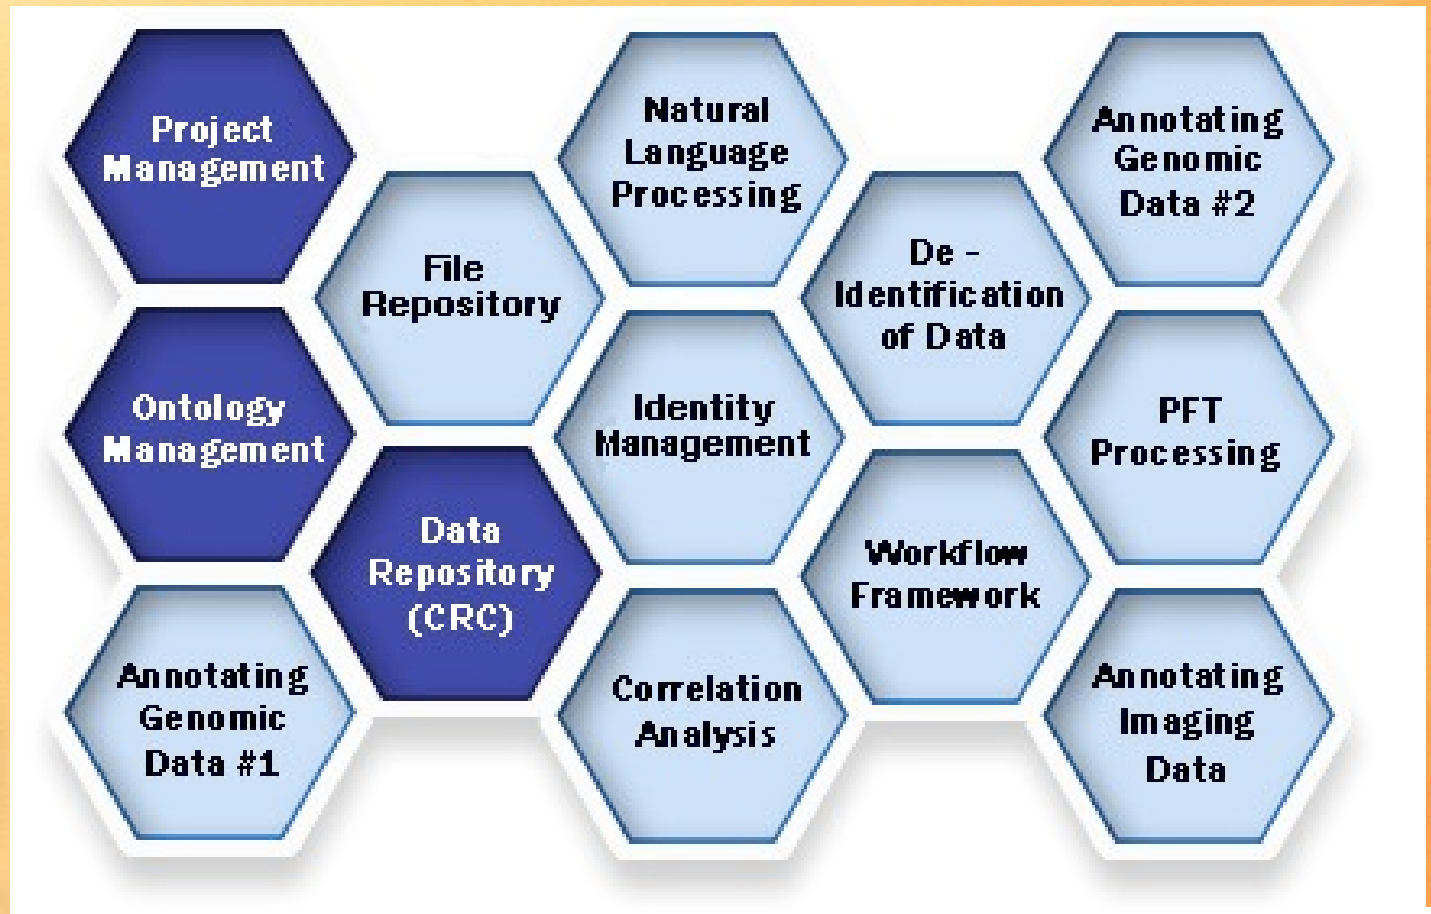 Project
Management
Ontology
Management
Annotating
Genomic
Data #1
File
Repository
Data
Repository
(CRC)
Natural
Language
Processing
Identity
Management
Correlation
Analysis
De -
Identification
of Data
Workflow
Framework
Annotating
Genomic
Data #2
PFT
Processing
Annotating
Imaging
Data